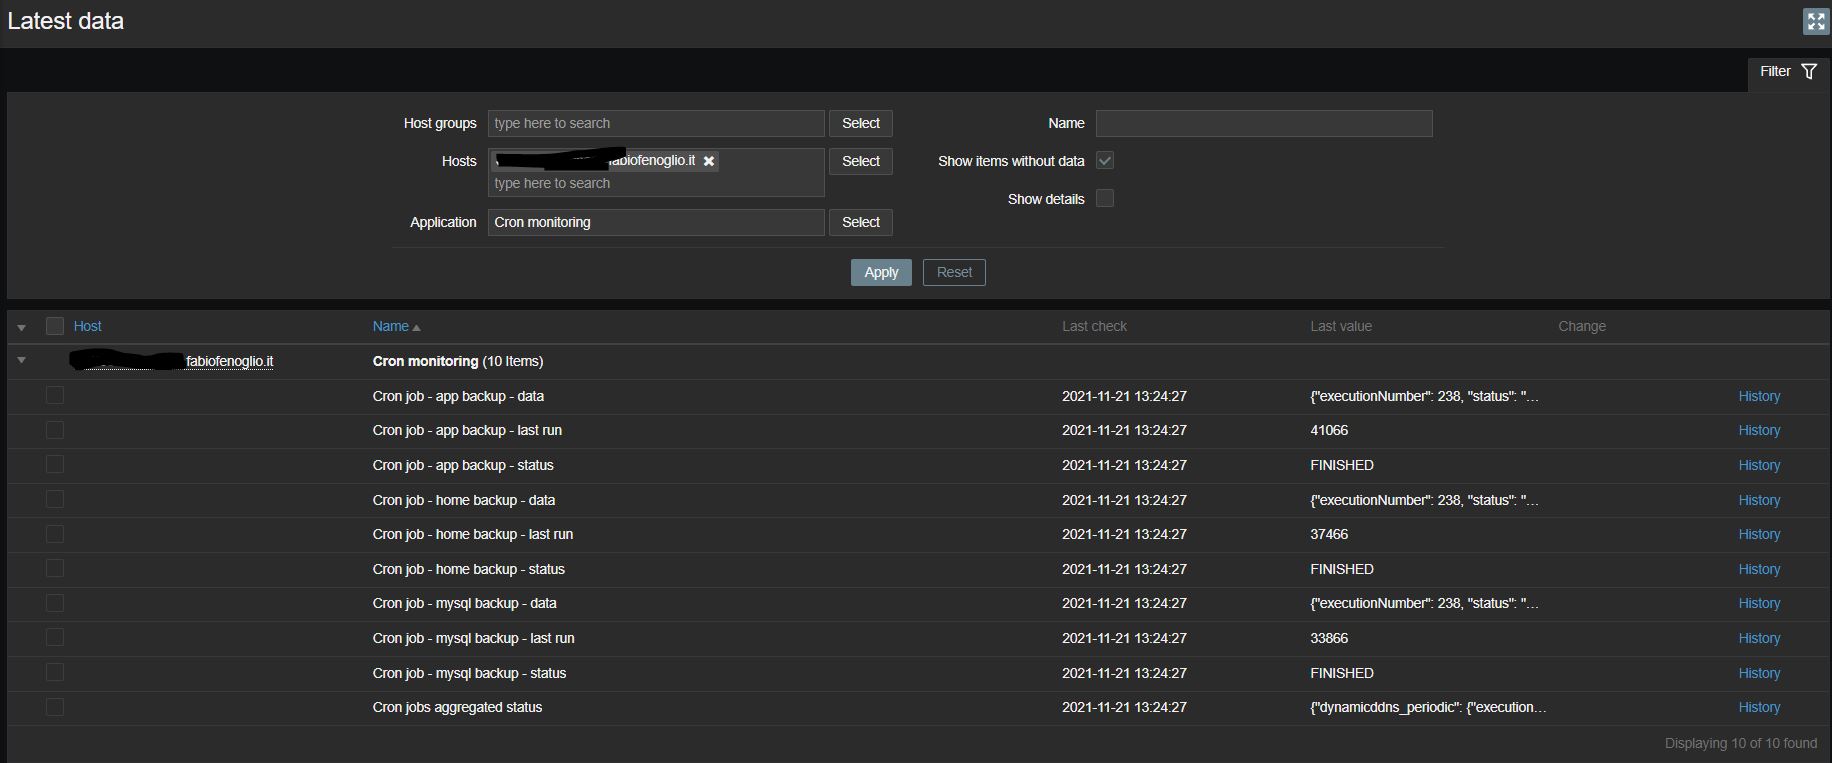 Latest data
Filter
Host groups type here to search Select Name
Hosts abiofenoglio.it Select Show items without data
type here to search
Show details
Application Cron monitoring Select
Apply Reset
Host Name Last check Last value Change
fabiofenoglio.it Cron monitoring (10 Items)
Cron job - app backup - data 2021-11-21 13:24:27 {"executionNumber": 238, "status": "... History
Cron job - app backup - last run 2021-11-21 13:24:27 41066 History
Cron job - app backup - status 2021-11-21 13:24:27 FINISHED History
Cron job - home backup - data 2021-11-21 13:24:27 {"executionNumber": 238, "status": "... History
Cron job - home backup - last run 2021-11-21 13:24:27 37466 History
Cron job - home backup - status 2021-11-21 13:24:27 FINISHED History
Cron job - mysql backup - data 2021-11-21 13:24:27 {"executionNumber": 238, "status": "... History
Cron job - mysql backup - last run 2021-11-21 13:24:27 33866 History
Cron job - mysql backup - status 2021-11-21 13:24:27 FINISHED History
Cron jobs aggregated status 2021-11-21 13:24:27 {"dynamicddns_periodic": {"execution... History
Displaying 10 of 10 found